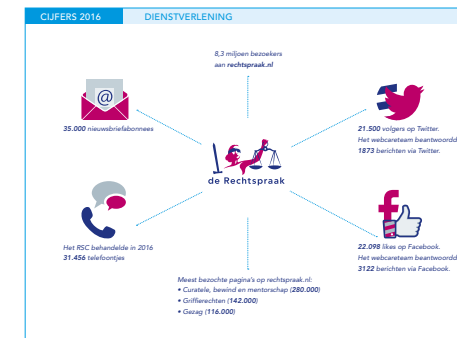 CIJFERS 2016
DIENSTVERLENING
8,3 miljoen bezoekers
aan rechtspraak.nl
@
35.000 nieuwsbriefabonnees
21.500 volgers op Twitter.
Het webcareteam beantwoordd
1873 berichten via Twitter.
de Rechtspraak
Het RSC behandelde in 2016
31.456 telefoontjes
22.098 likes op Facebook.
Het webcareteam beantwoordd
3122 berichten via Facebook.
Meest bezochte pagina's op rechtspraak.nl:
• Curatele, bewind en mentorschap (280.000)
• Griffierechten (142.000)
• Gezag (116.000)